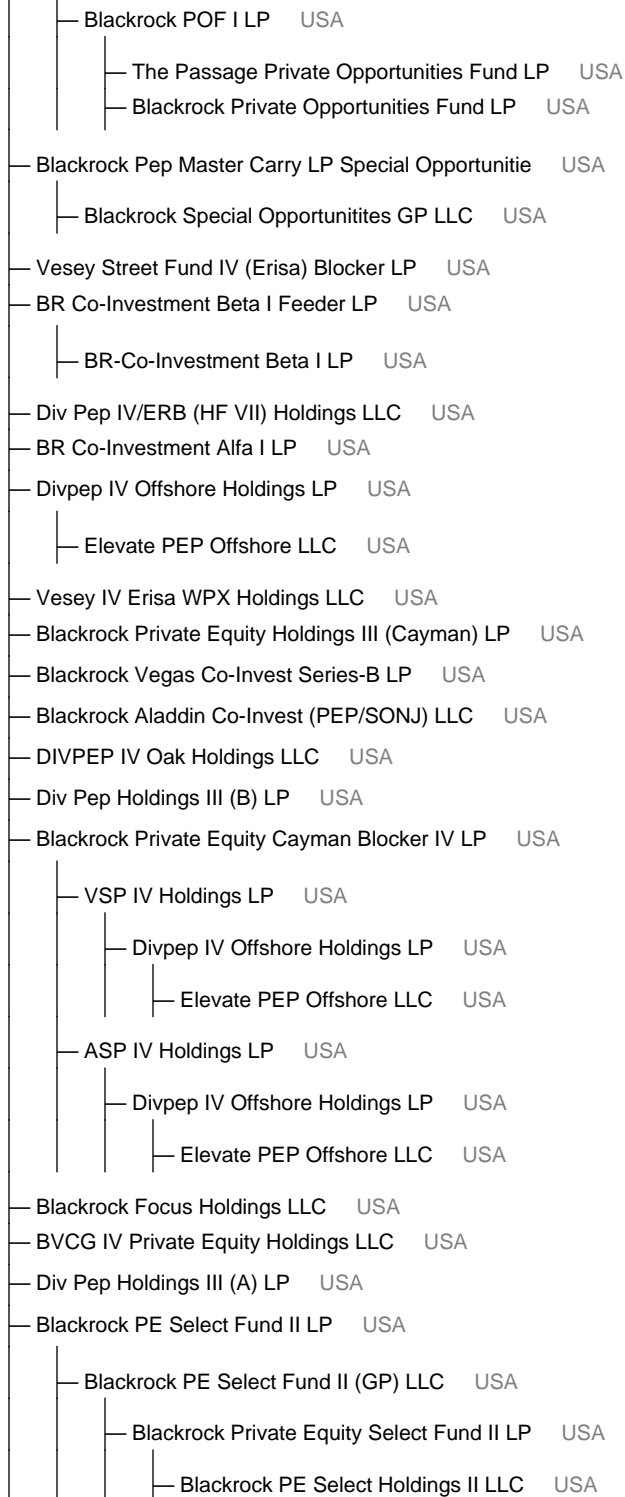 Blackrock POF I LP USA
The Passage Private Opportunities Fund LP USA
Blackrock Private Opportunities Fund LP USA
Blackrock Pep Master Carry LP Special Opportunitie USA
Blackrock Special Opportunitites GP LLC USA
Vesey Street Fund IV (Erisa) Blocker LP USA
BR Co-Investment Beta I Feeder LP USA
BR-Co-Investment Beta I LP USA
Div Pep IV/ERB (HF VII) Holdings LLC USA
BR Co-Investment Alfa I LP USA
Divpep IV Offshore Holdings LP USA
Elevate PEP Offshore LLC USA
Vesey IV Erisa WPX Holdings LLC USA
Blackrock Private Equity Holdings III (Cayman) LP USA
Blackrock Vegas Co-Invest Series-B LP USA
Blackrock Aladdin Co-Invest (PEP/SONJ) LLC USA
DIVPEP IV Oak Holdings LLC USA
Div Pep Holdings III (B) LP USA
Blackrock Private Equity Cayman Blocker IV LP USA
VSP IV Holdings LP USA
Divpep IV Offshore Holdings LP USA
Elevate PEP Offshore LLC USA
ASP IV Holdings LP USA
Divpep IV Offshore Holdings LP USA
Elevate PEP Offshore LLC USA
Blackrock Focus Holdings LLC USA
BVCG IV Private Equity Holdings LLC USA
Div Pep Holdings III (A) LP USA
Blackrock PE Select Fund II LP USA
Blackrock PE Select Fund II (GP) LLC USA
Blackrock Private Equity Select Fund II LP USA
Blackrock PE Select Holdings II LLC USA